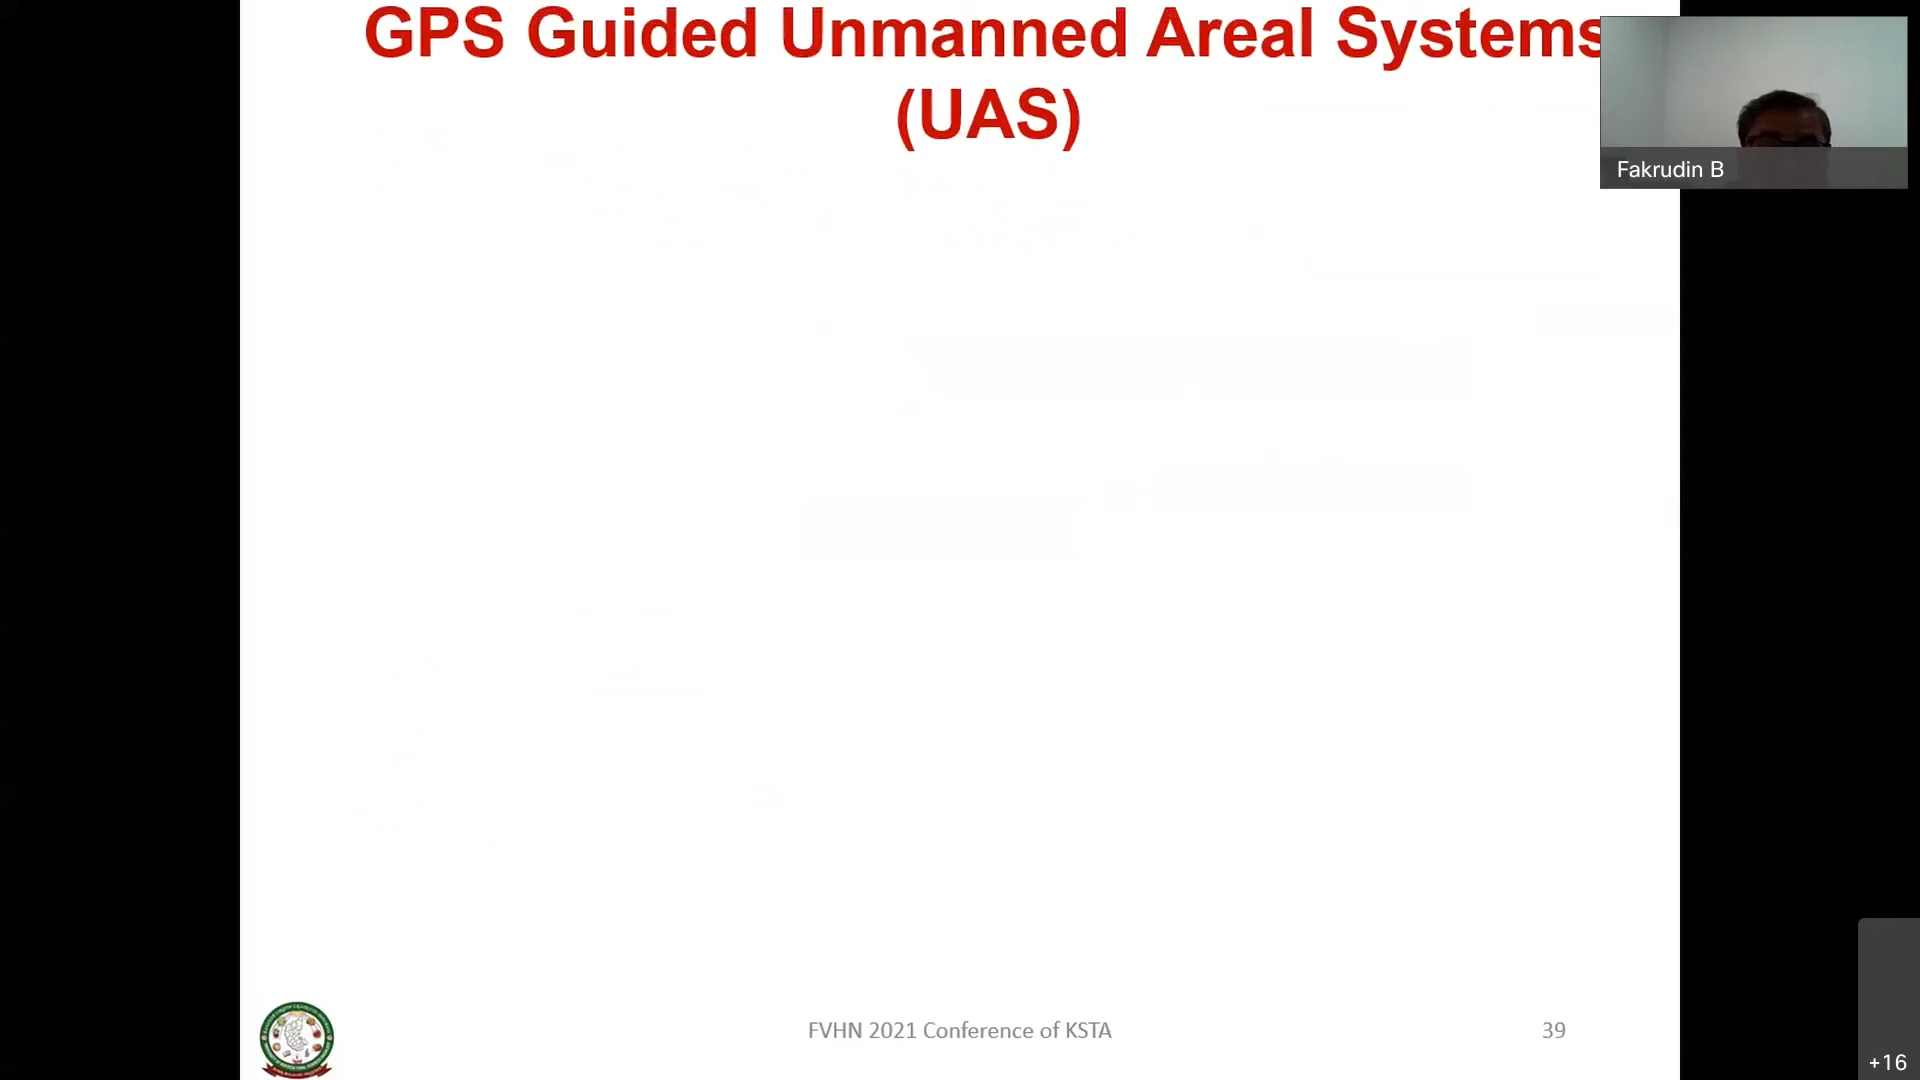 GPS Guided Unmanned Areal Systems
(UAS)
Fakrudin B
FVHN 2021 Conference of KSTA
39
+16